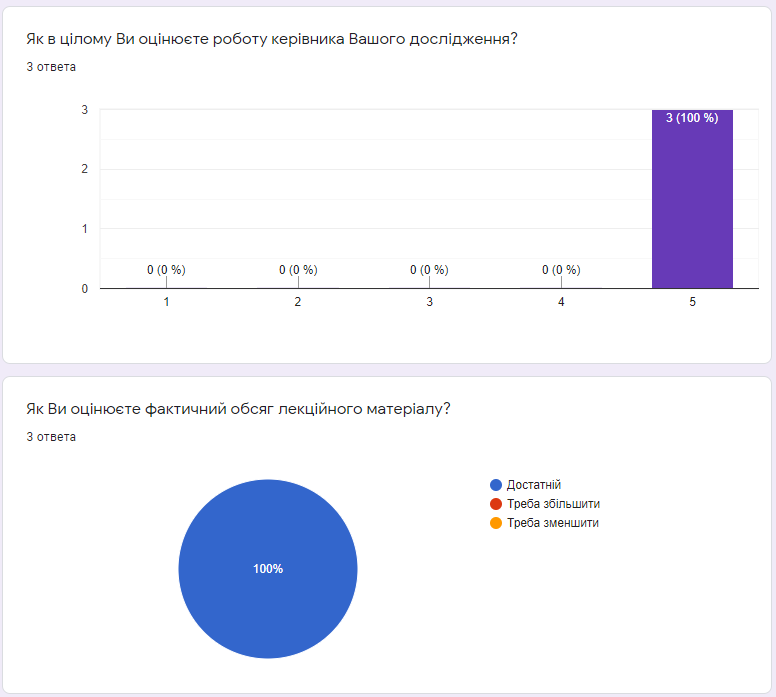 Як в цілому Ви оцінюєте роботу керівника Вашого дослідження?
3 ответа
3
2
1
0
0 (0 %)
0 (0 %)
0 (0 %)
0 (0 %)
3 (100 %)
1
2
3
4
5
Як Ви оцінюєте фактичний обсяг лекційного матеріалу?
3 ответа
100%
Достатній
Треба збільшити
Треба зменшити